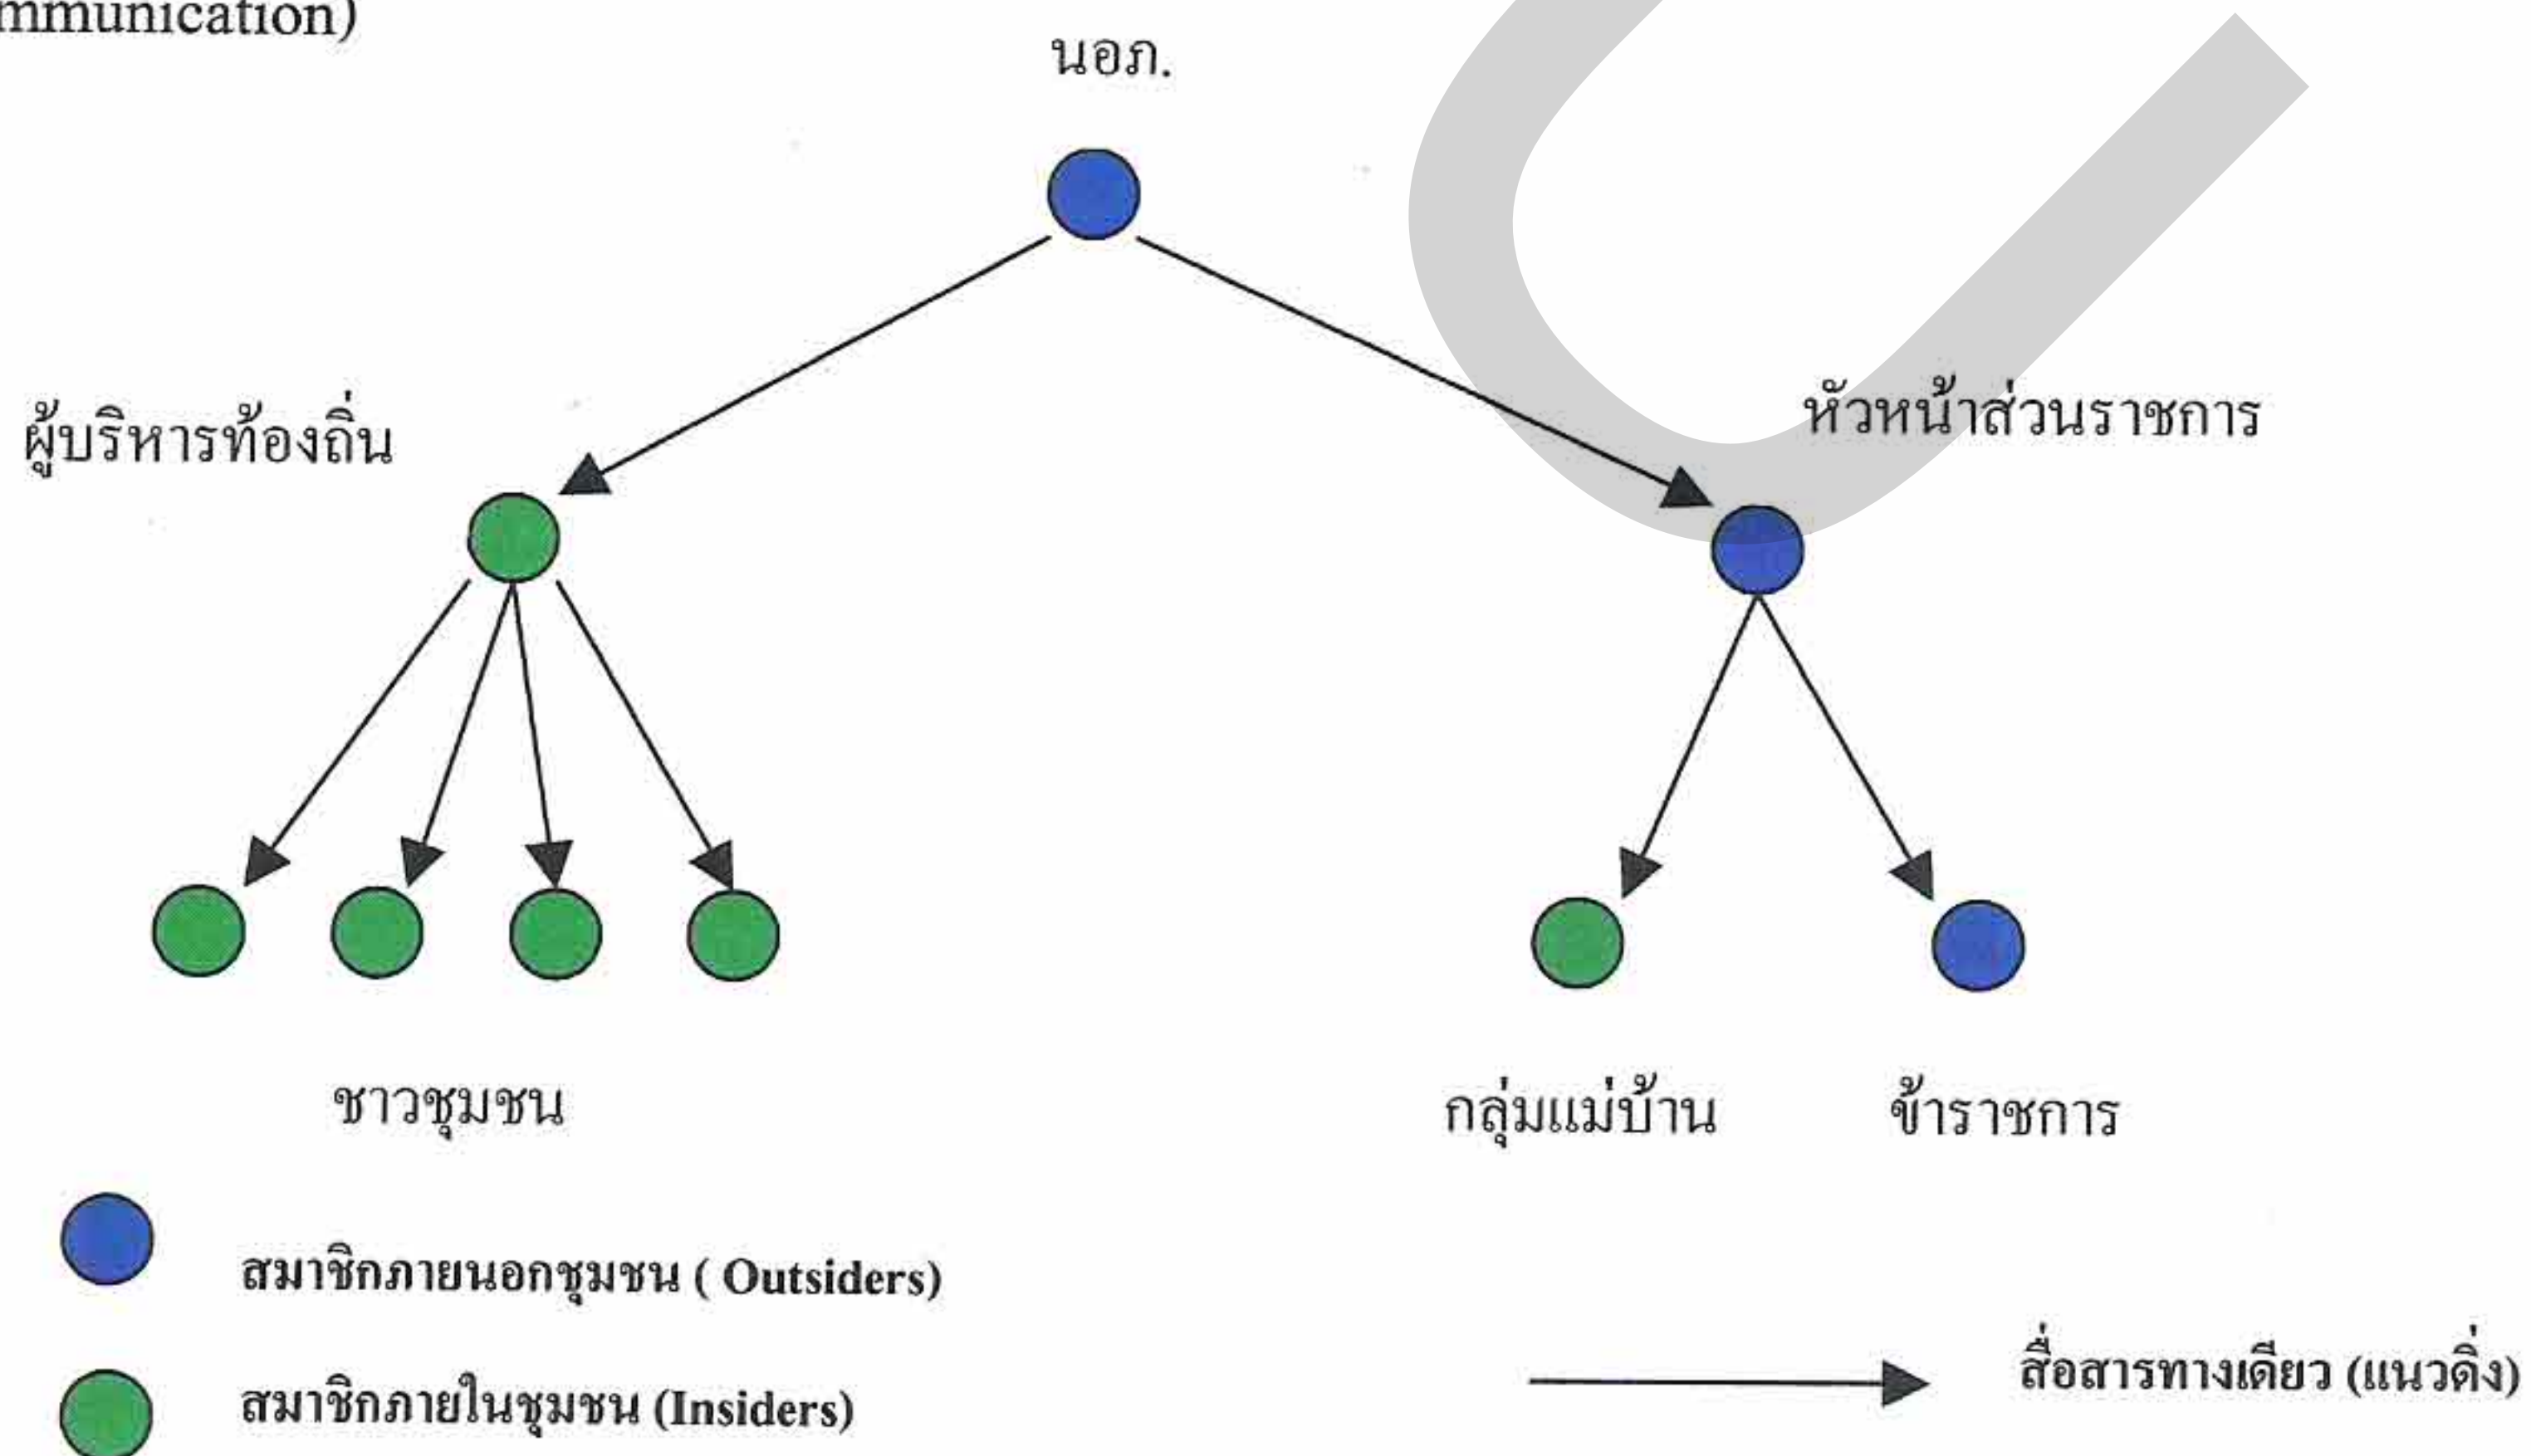 mmunication)
นอภ.
ผู้บริหารท้องถิ่น
หัวหน้าส่วนราชการ
ชาวชุมชน
กลุ่มแม่บ้าน
ข้าราชการ
สมาชิกภายนอกชุมชน ( Outsiders)
สมาชิกภายในชุมชน (Insiders)
สื่อสารทางเดียว (แนวดิ่ง)